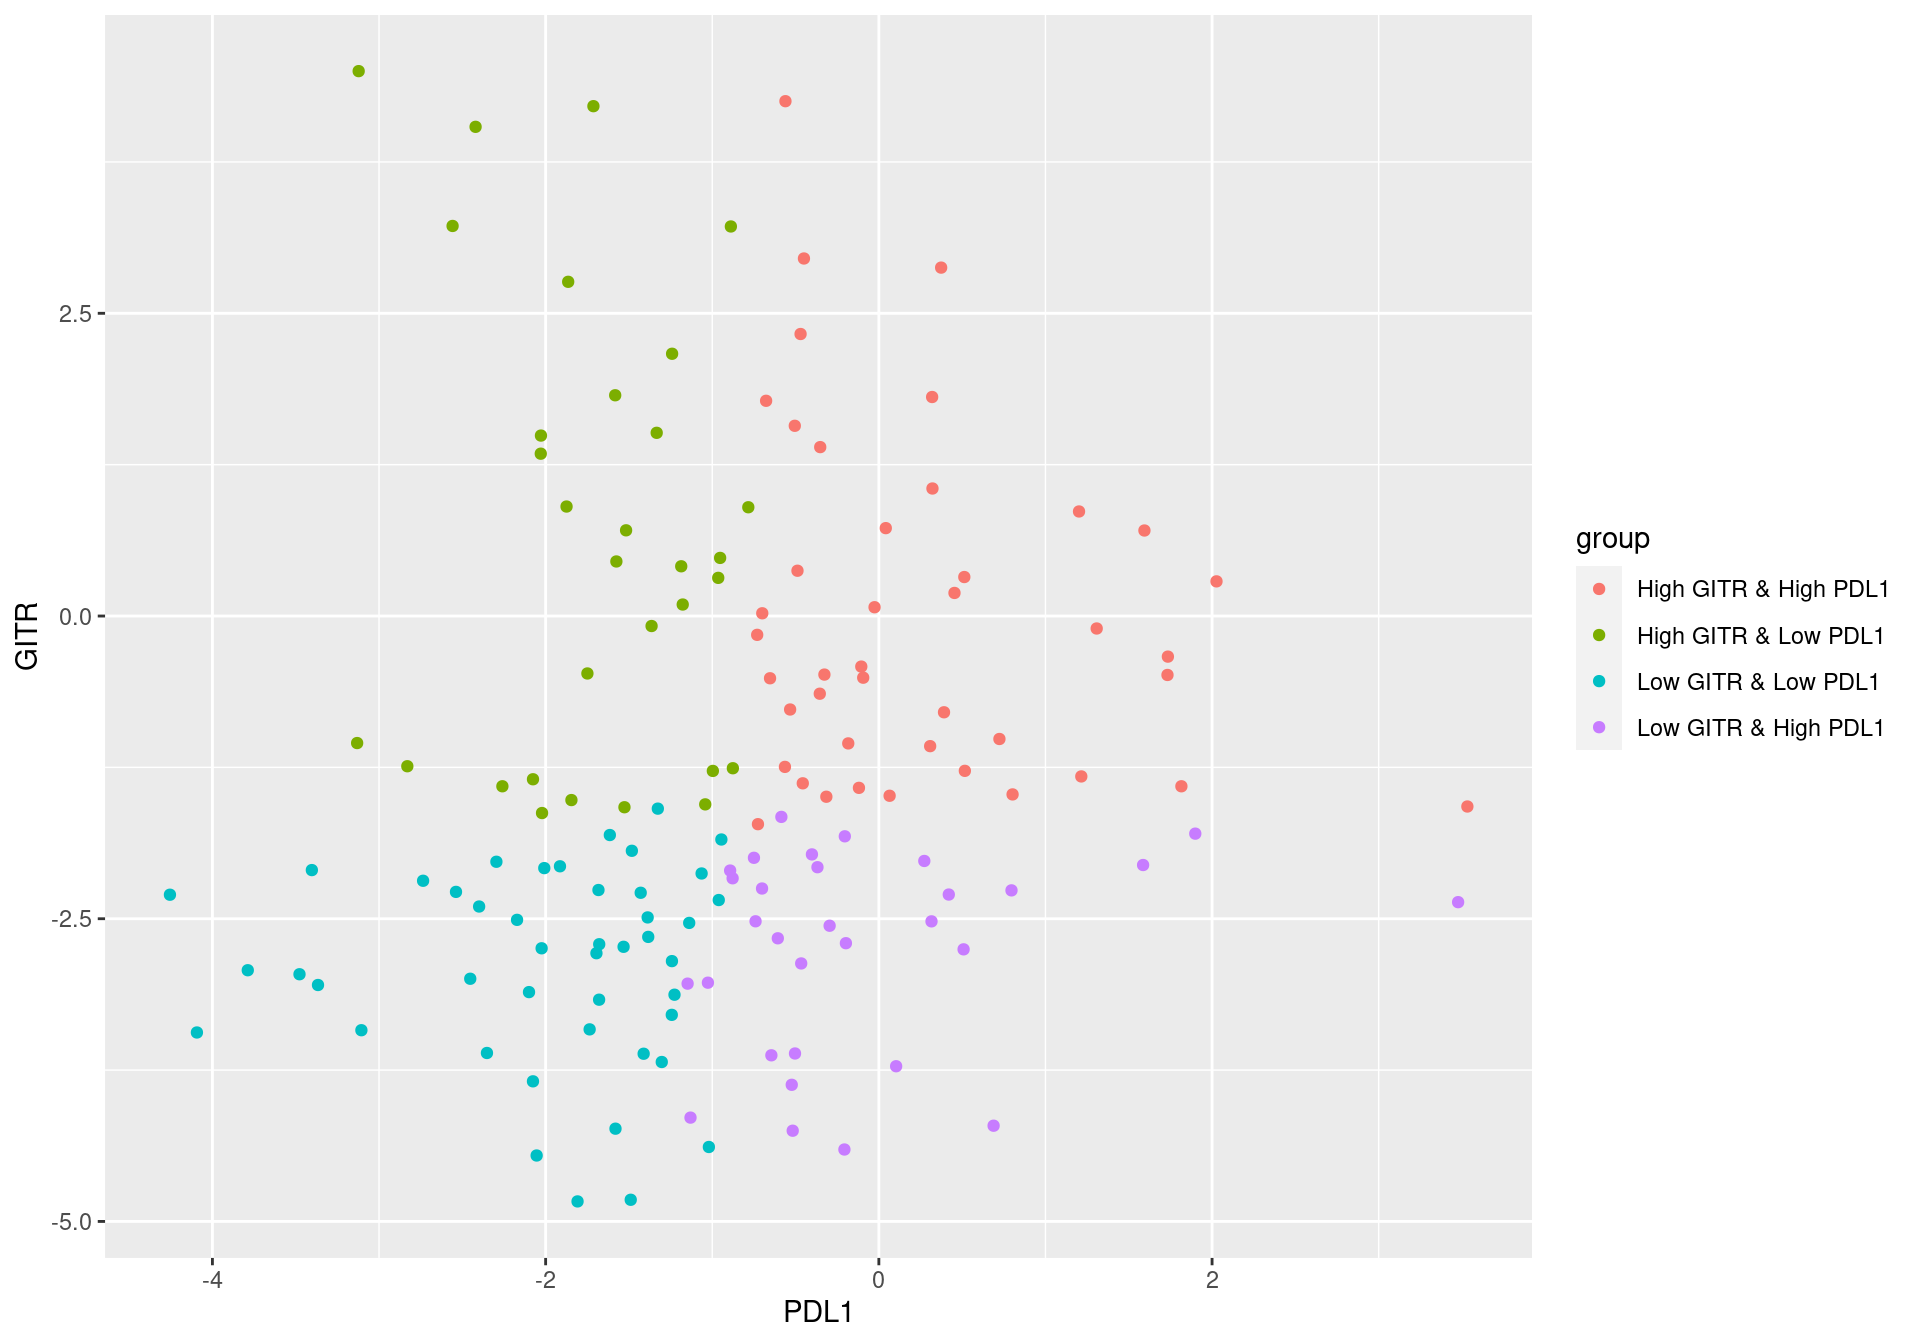 GITR
2.5
0.0
-2.5
-5.0
-4
-2
0
2
PDL1
group
High GITR & High PDL1
High GITR & Low PDL1
Low GITR & Low PDL1
Low GITR & High PDL1